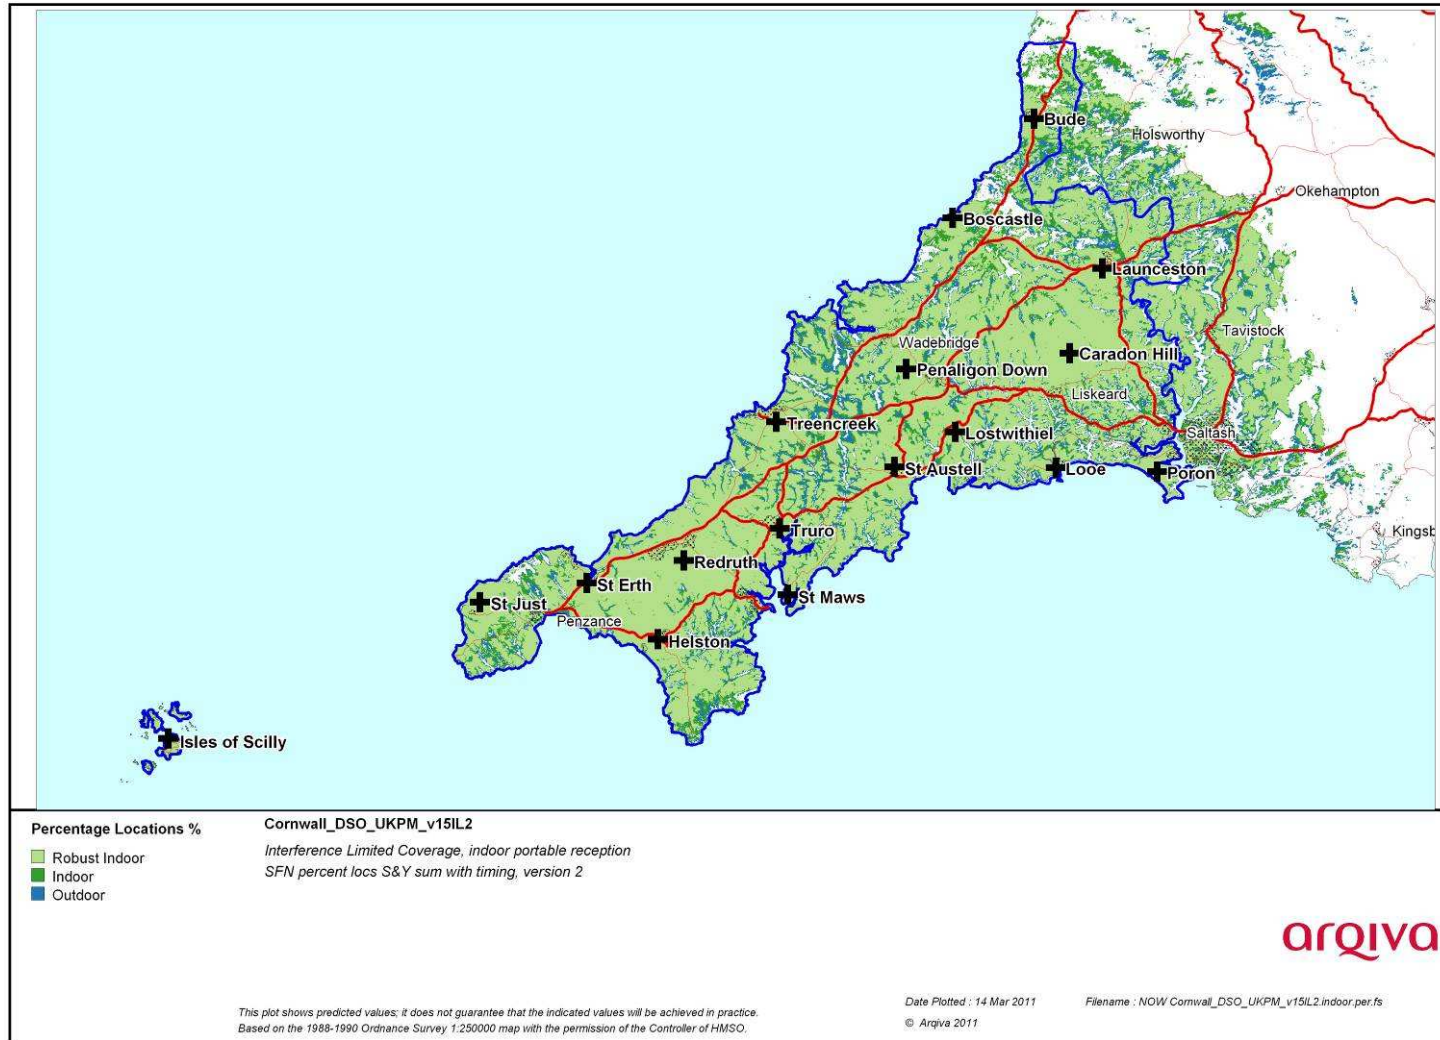 Bude
Holsworthy
Okehampton
Boscastle
Launceston
Tavistock
Wadebridge
Caradon Hill
Penaligon Down
Liskeard
Treencreek
Lostwithiel
Saltash
St Austell
Looe
Poron
Truro
Kingsb
Redruth
St Erth
St Maws
St Just
Penzance
Helston
Isles of Scilly
Percentage Locations %
Robust Indoor
Indoor
Outdoor
Cornwall_DSO_UKPM_v15IL2
Interference Limited Coverage, indoor portable reception
SFN percent locs S&Y sum with timing, version 2
arqiva
This plot shows predicted values; it does not guarantee that the indicated values will be achieved in practice.
Based on the 1988-1990 Ordnance Survey 1:250000 map with the permission of the Controller of HMSO.
Date Plotted : 14 Mar 2011
© Arqiva 2011
Filename : NOW Cornwall_DSO_UKPM_v15IL2.indoor.per.fs